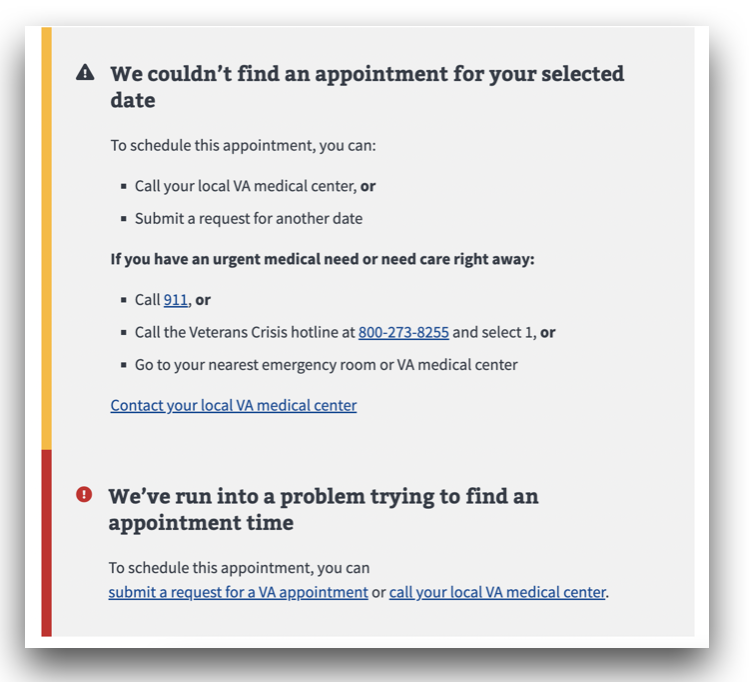 We couldn’t find an appointment for your selected
date
To schedule this appointment, you can:
Call your local VA medical center, or
Submit a request for another date
If you have an urgent medical need or need care right away:
Call 911, or
Call the Veterans Crisis hotline at 800-273-8255 and select 1, or
Go to your nearest emergency room or VA medical center
Contact your local VA medical center
We’ve run into a problem trying to find an
appointment time
To schedule this appointment, you can
submit a request for a VA appointment or call your local VA medical center.